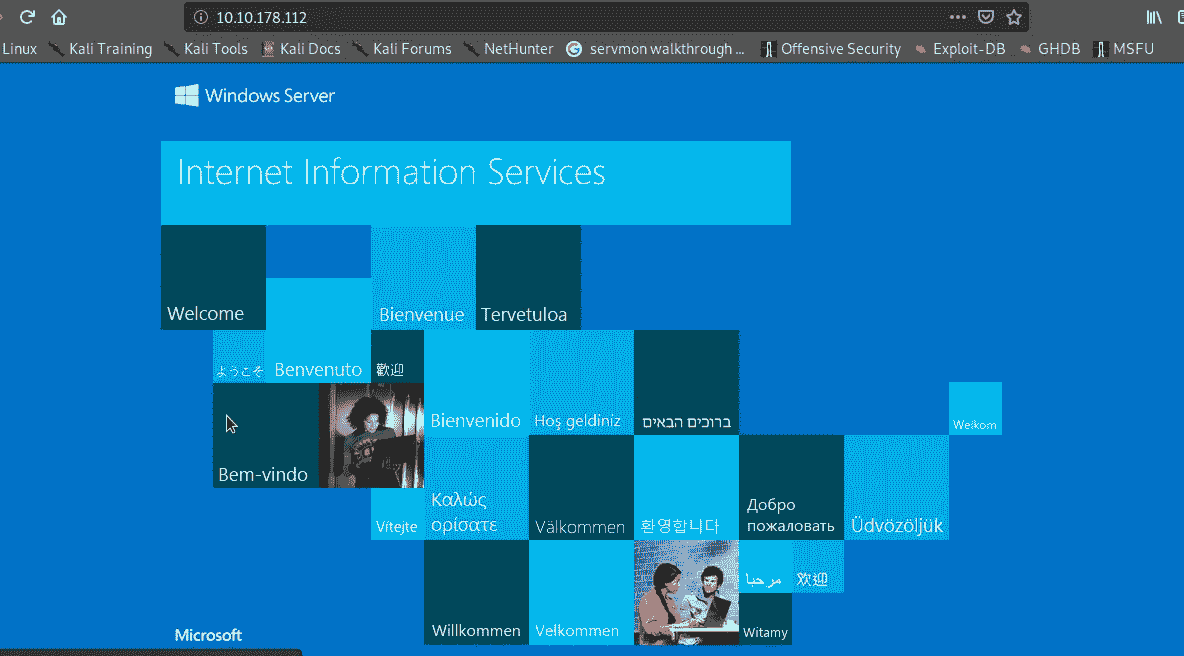 10.10.178.112
Linux Kali Training Kali Tools Kali Docs Kali Forums NetHunter servmon walkthrough ... Offensive Security Exploit-DB GHDB MSFU
Windows Server
Internet Information Services
Welcome
Bienvenue
Tervetuloa
ようこそ
Benvenuto
歡迎
Bienvenido
Hoş geldiniz
ברוכים הבאים
Welkom
Bem-vindo
Vítejte
Καλώς
ορίσατε
Välkommen
환영합니다
Добро
пожаловать
Üdvözöljük
Willkommen
Velkommen
مرحبا
欢迎
Witamy
Microsoft